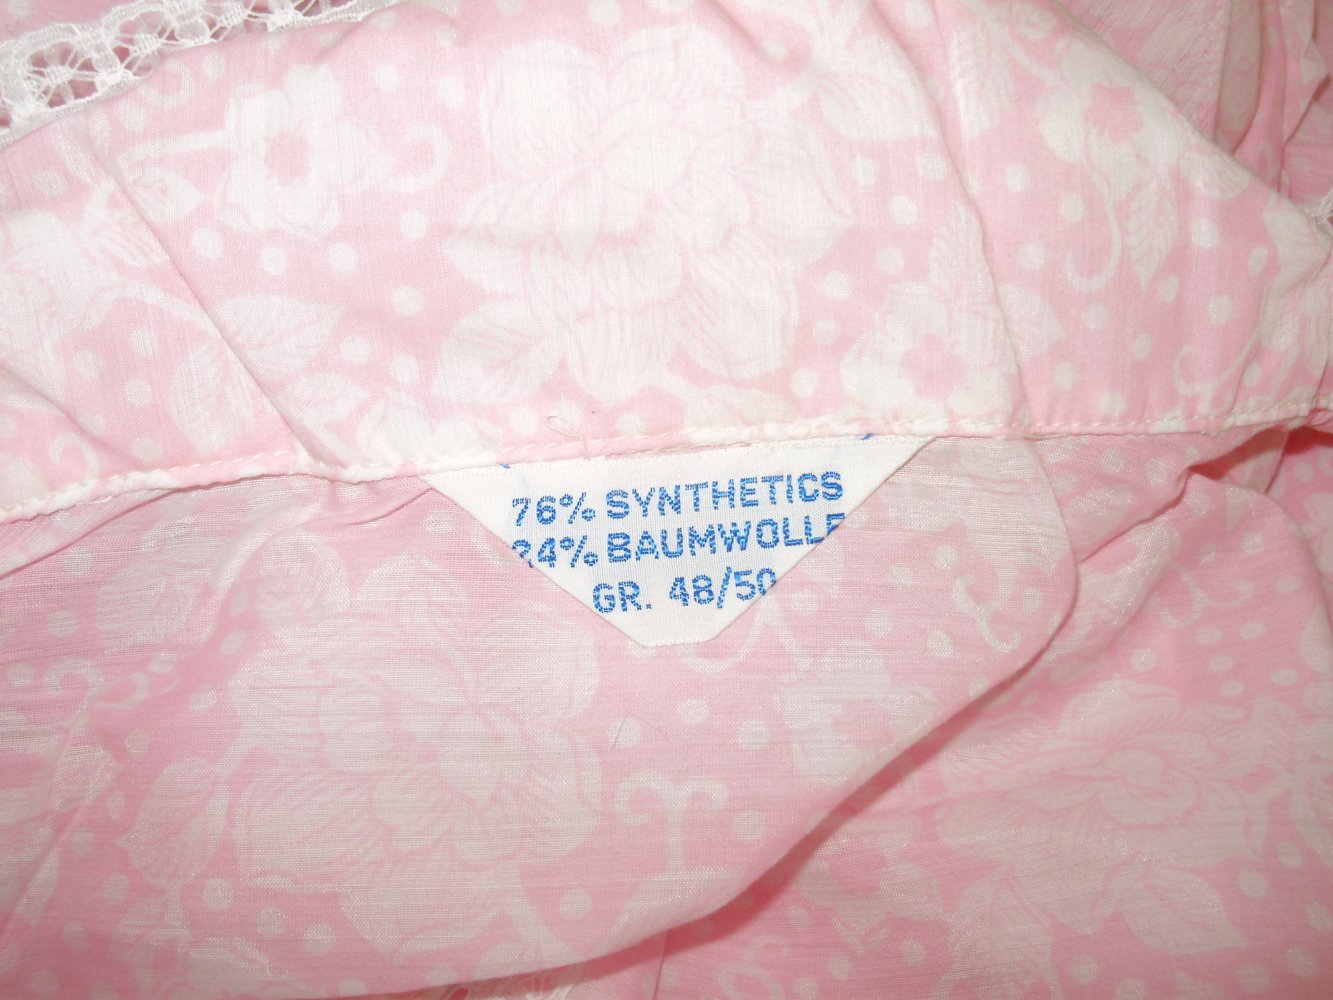 76% SYNTHETICS
24% BAUMWOLLE
GR. 48/50